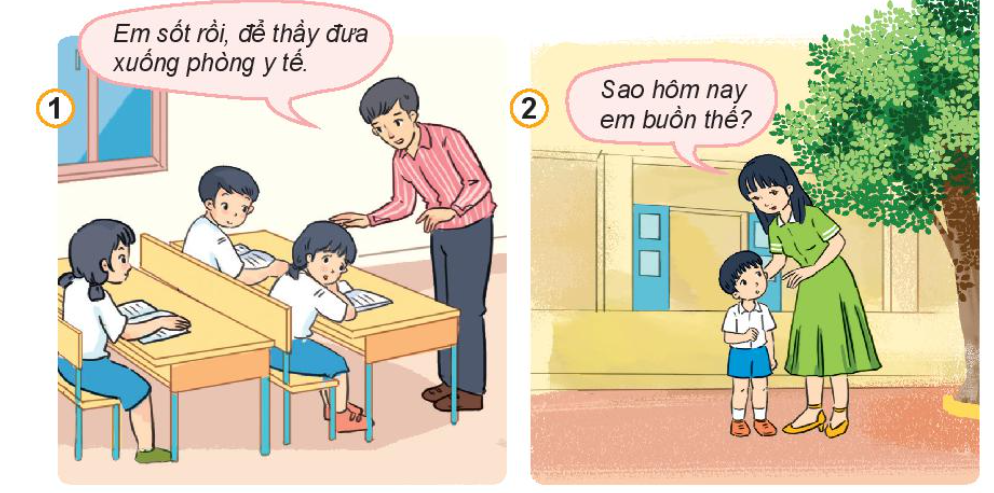 1
Em sốt rồi, để thầy đưa
xuống phòng y tế.
2
Sao hôm nay
em buồn thế?